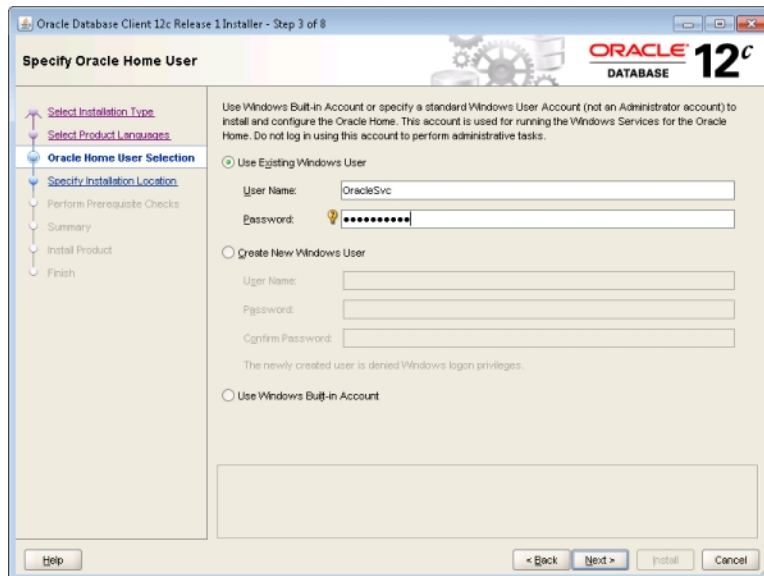 Oracle Database Client 12c Release 1 Installer - Step 3 of 8
Specify Oracle Home User
ORACLE
DATABASE
12c
Select Installation Type
Select Product Languages
Oracle Home User Selection
Specify Installation Location
Perform Prerequisite Checks
Summary
Install Product
Finish
Use Windows Built-in Account or specify a standard Windows User Account (not an Administrator account) to
install and configure the Oracle Home. This account is used for running the Windows Services for the Oracle
Home. Do not log in using this account to perform administrative tasks.
Use Existing Windows User
User Name: OracleSvc
Password: ••••••••••
Create New Windows User
User Name:
Password:
Confirm Password:
The newly created user is denied Windows logon privileges.
Use Windows Built-in Account
Help
< Back
Next >
Install
Cancel